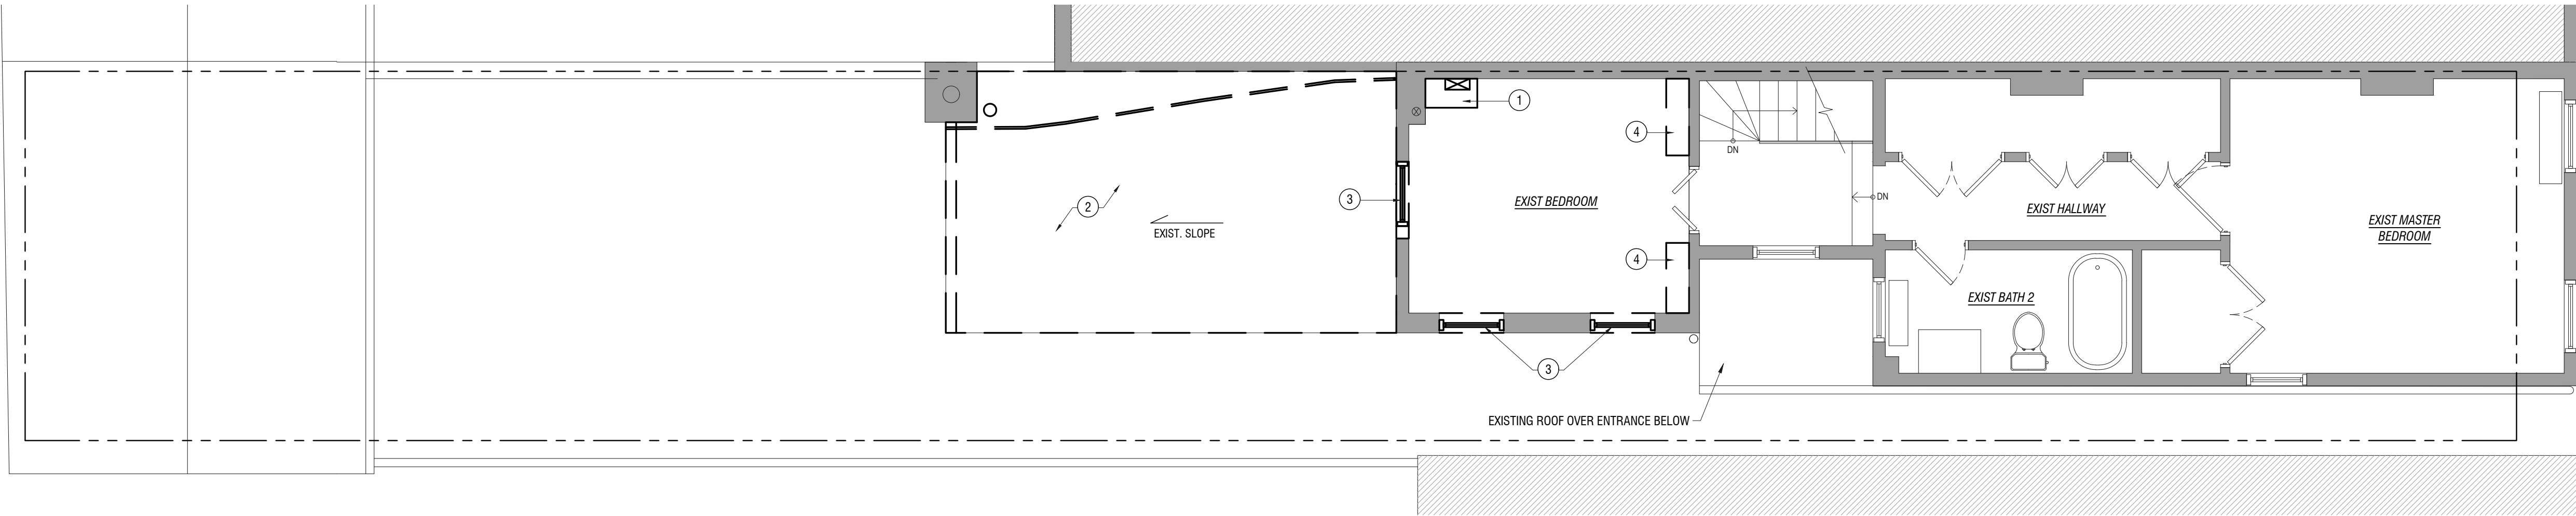 1
4
DN
3
EXIST BEDROOM
2
EXIST. SLOPE
DN
EXIST HALLWAY
EXIST MASTER
BEDROOM
4
EXIST BATH 2
3
EXISTING ROOF OVER ENTRANCE BELOW